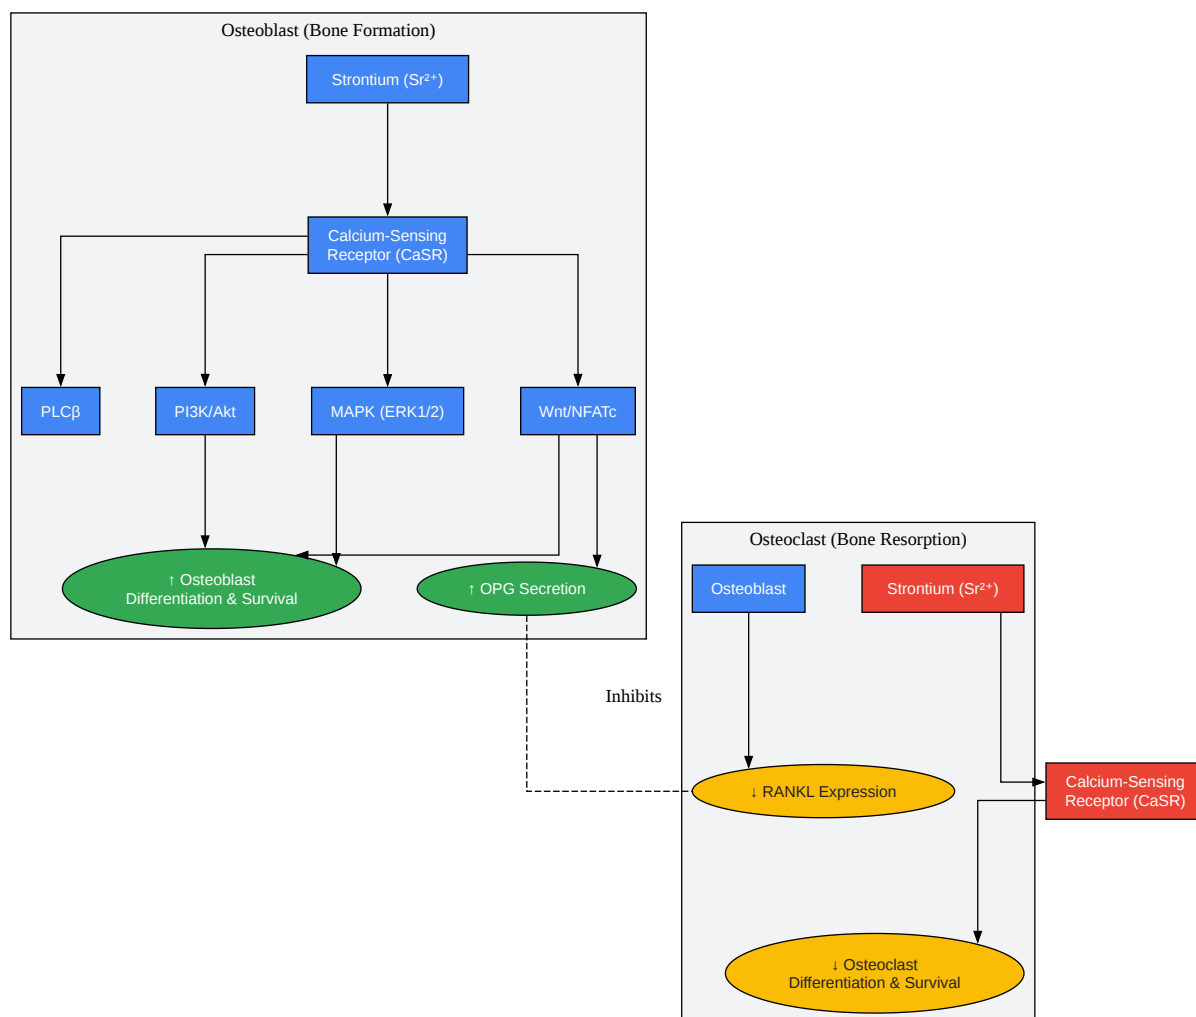 Osteoblast (Bone Formation)
Strontium (Sr²⁺)
Calcium-Sensing
Receptor (CaSR)
PLCβ
PI3K/Akt
MAPK (ERK1/2)
Wnt/NFATc
↑ Osteoblast
Differentiation & Survival
↑ OPG Secretion
Inhibits
Osteoclast (Bone Resorption)
Osteoblast
Strontium (Sr²⁺)
↓ RANKL Expression
Calcium-Sensing
Receptor (CaSR)
↓ Osteoclast
Differentiation & Survival